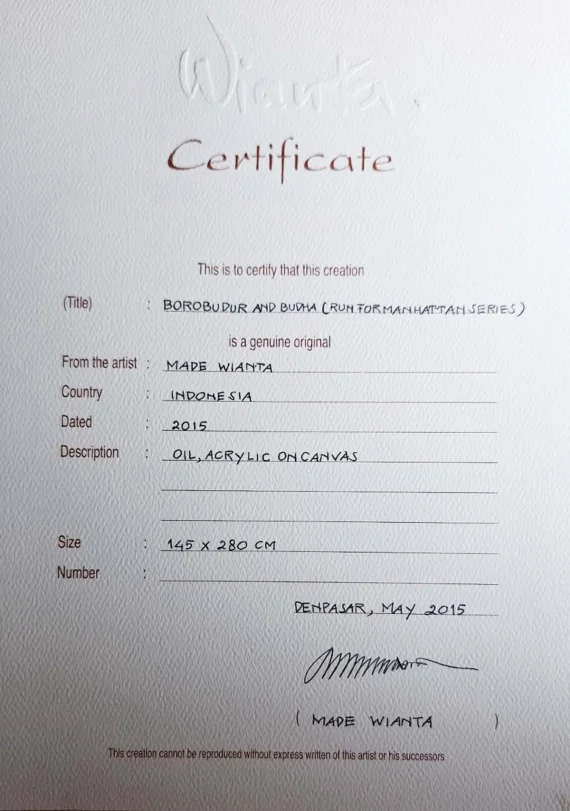 Wianta.
Certificate
This is to certify that this creation
(Title) : BOROBUDUR AND BUDHA (RUN FOR MANHATTAN SERIES)
is a genuine original
From the artist : MADE WIANTA
Country : INDONESIA
Dated : 2015
Description : OIL, ACRYLIC ON CANVAS
Size : 145 X 280 CM
Number :
DENPASAR, MAY 2015
( MADE WIANTA )
This creation cannot be reproduced without express written of this artist or his successors